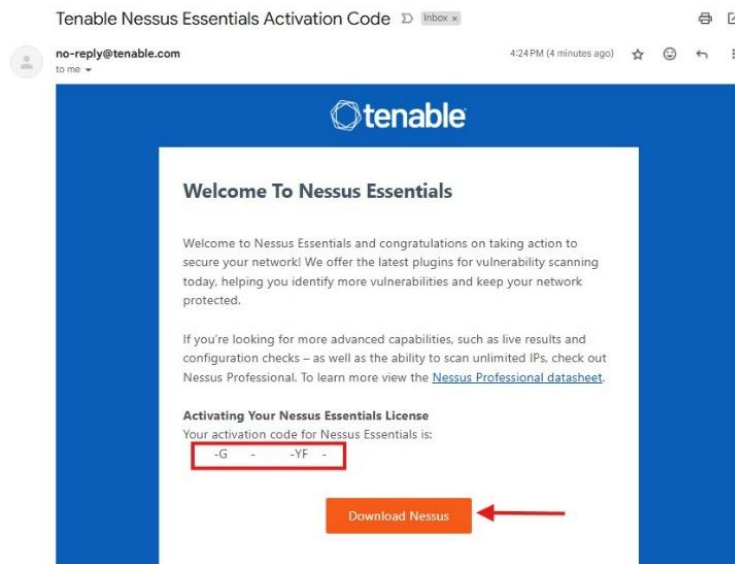 Tenable Nessus Essentials Activation Code Inbox x
no-reply@tenable.com 4:24 PM (4 minutes ago)
to me
tenable
Welcome To Nessus Essentials
Welcome to Nessus Essentials and congratulations on taking action to
secure your network! We offer the latest plugins for vulnerability scanning
today, helping you identify more vulnerabilities and keep your network
protected.
If you're looking for more advanced capabilities, such as live results and
configuration checks – as well as the ability to scan unlimited IPs, check out
Nessus Professional. To learn more view the Nessus Professional datasheet.
Activating Your Nessus Essentials License
Your activation code for Nessus Essentials is:
-G - -YF -
Download Nessus